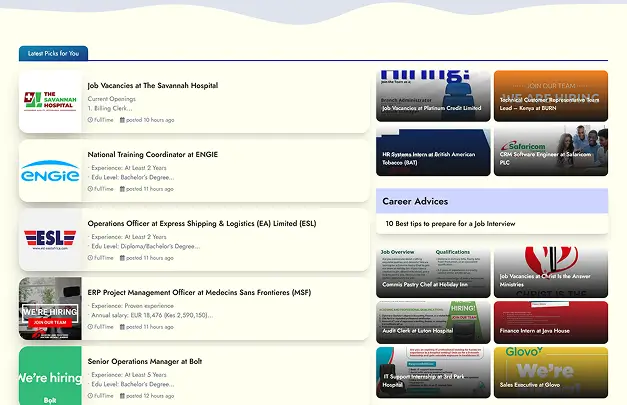 Latest Picks for You
THE
SAVANNAH
HOSPITAL
Job Vacancies at The Savannah Hospital
Current Openings
1. Billing Clerk...
fullTime posted 10 hours ago
ENGIE
National Training Coordinator at ENGIE
· Experience: At Least 2 Years
· Edu Level: Bachelor's Degree...
fullTime posted 11 hours ago
ESL
Operations Officer at Express Shipping & Logistics (EA) Limited (ESL)
· Experience: At Least 2 Years
· Edu Level: Diploma/Bachelor's Degree...
fullTime posted 11 hours ago
WE'RE HIRING
JOIN OUR TEAM
ERP Project Management Officer at Medecins Sans Frontieres (MSF)
· Experience: Proven experience
· Annual salary: EUR 18,476 (Kes 2,590,150)...
fullTime posted 11 hours ago
We're hiring
Bolt
Senior Operations Manager at Bolt
· Experience: At Least 5 Years
· Edu Level: Bachelor's Degree...
fullTime posted 12 hours ago
Hiring!
Branch Administrator
Job Vacancies at Platinum Credit Limited
JOIN OUR TEAM
WE ARE HIRING
Technical Customer Representative Team
Lead – Kenya at BURN
HR Systems Intern at British American
Tobacco (BAT)
Safaricom
CRM Software Engineer at Safaricom
PLC
Career Advices
10 Best tips to prepare for a Job Interview
Job Overview Qualifications
Commis Pastry Chef at Holiday Inn
Job Vacancies at Christ Is the Answer
Ministries
CHRIST IS THE
HIRING!
Audit Clerk at Luton Hospital
Finance Intern at Java House
IT Support Internship at 3rd Park
Hospital
Glovo
We're
Sales Executive at Glovo